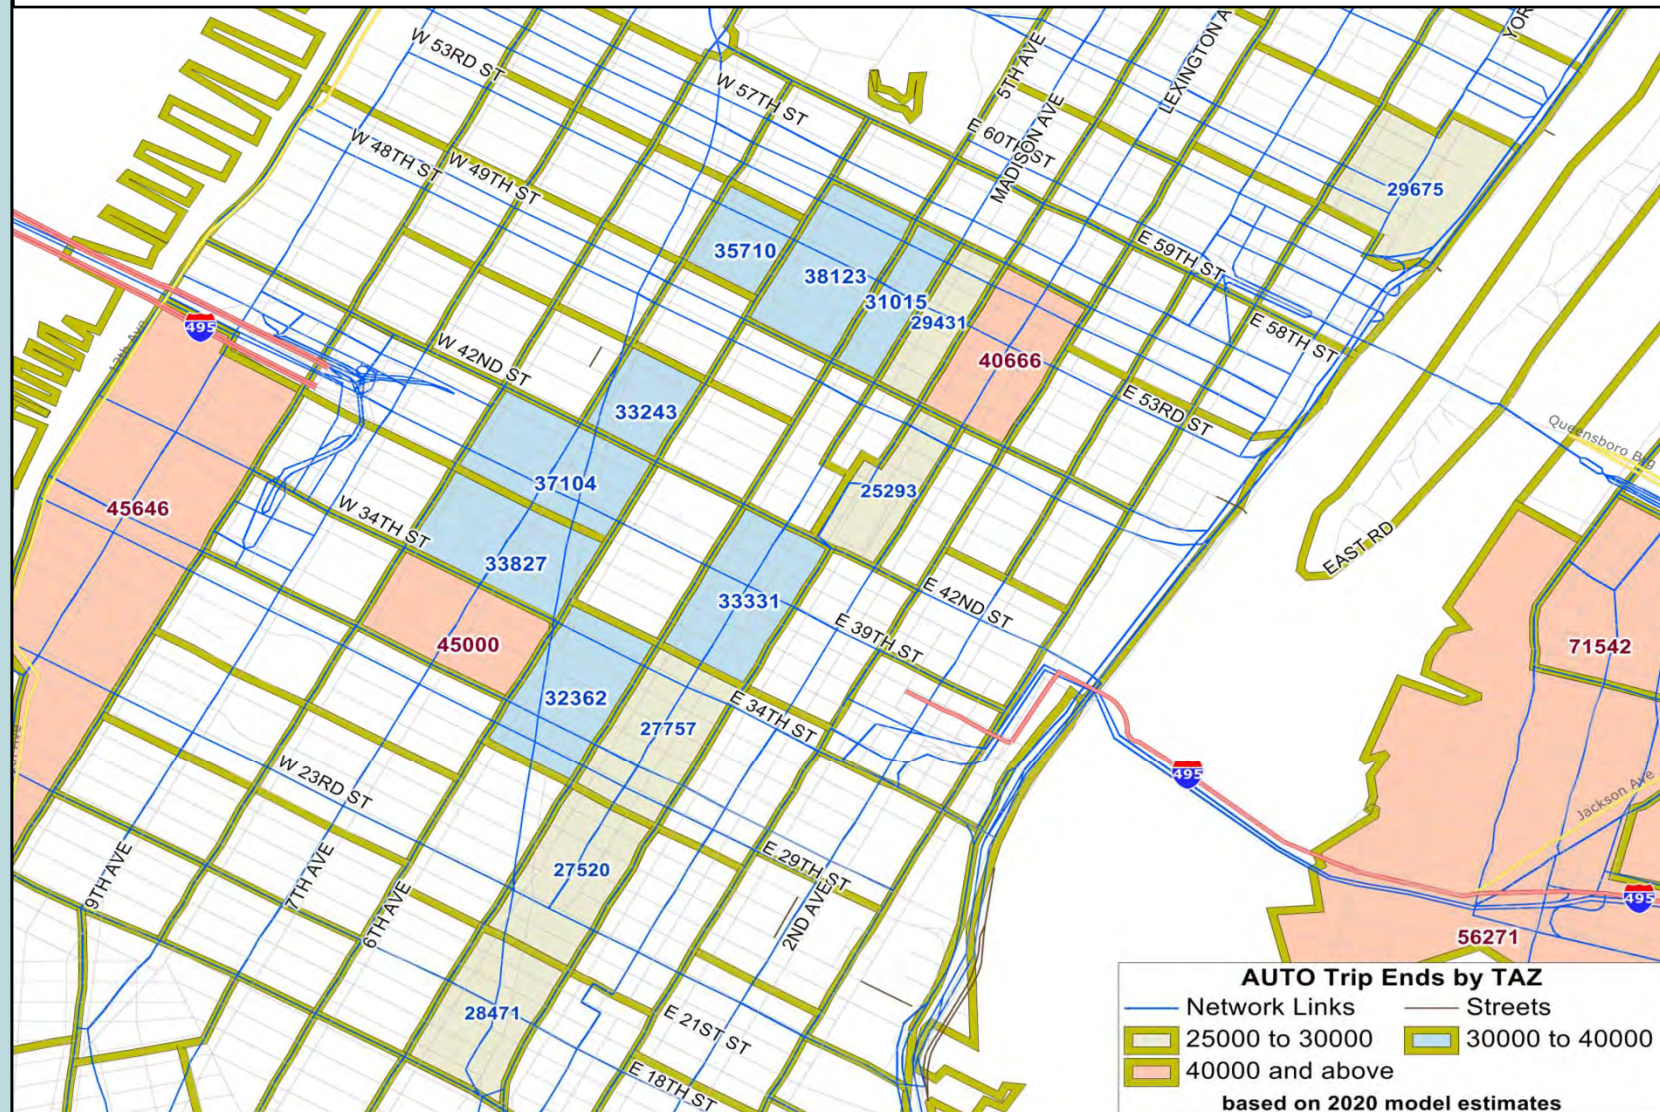 W 53RD ST
W 57TH ST
5TH AVE
LEXINGTON A
YOR
W 48TH ST
W 49TH ST
E 60TH ST
MADISON AVE
29675
35710
38123
31015
29431
E 59TH ST
495
12th Ave
W 42ND ST
40666
E 58TH ST
33243
E 53RD ST
Queensboro Brg
37104
25293
45646
W 34TH ST
33827
EAST RD
33331
E 42ND ST
E 39TH ST
45000
71542
32362
27757
E 34TH ST
495
W 23RD ST
Jackson Ave
27520
E 29TH ST
9TH AVE
7TH AVE
6TH AVE
2ND AVE
495
56271
28471
E 21ST ST
E 18TH ST
AUTO Trip Ends by TAZ
Network Links
Streets
25000 to 30000
30000 to 40000
40000 and above
based on 2020 model estimates